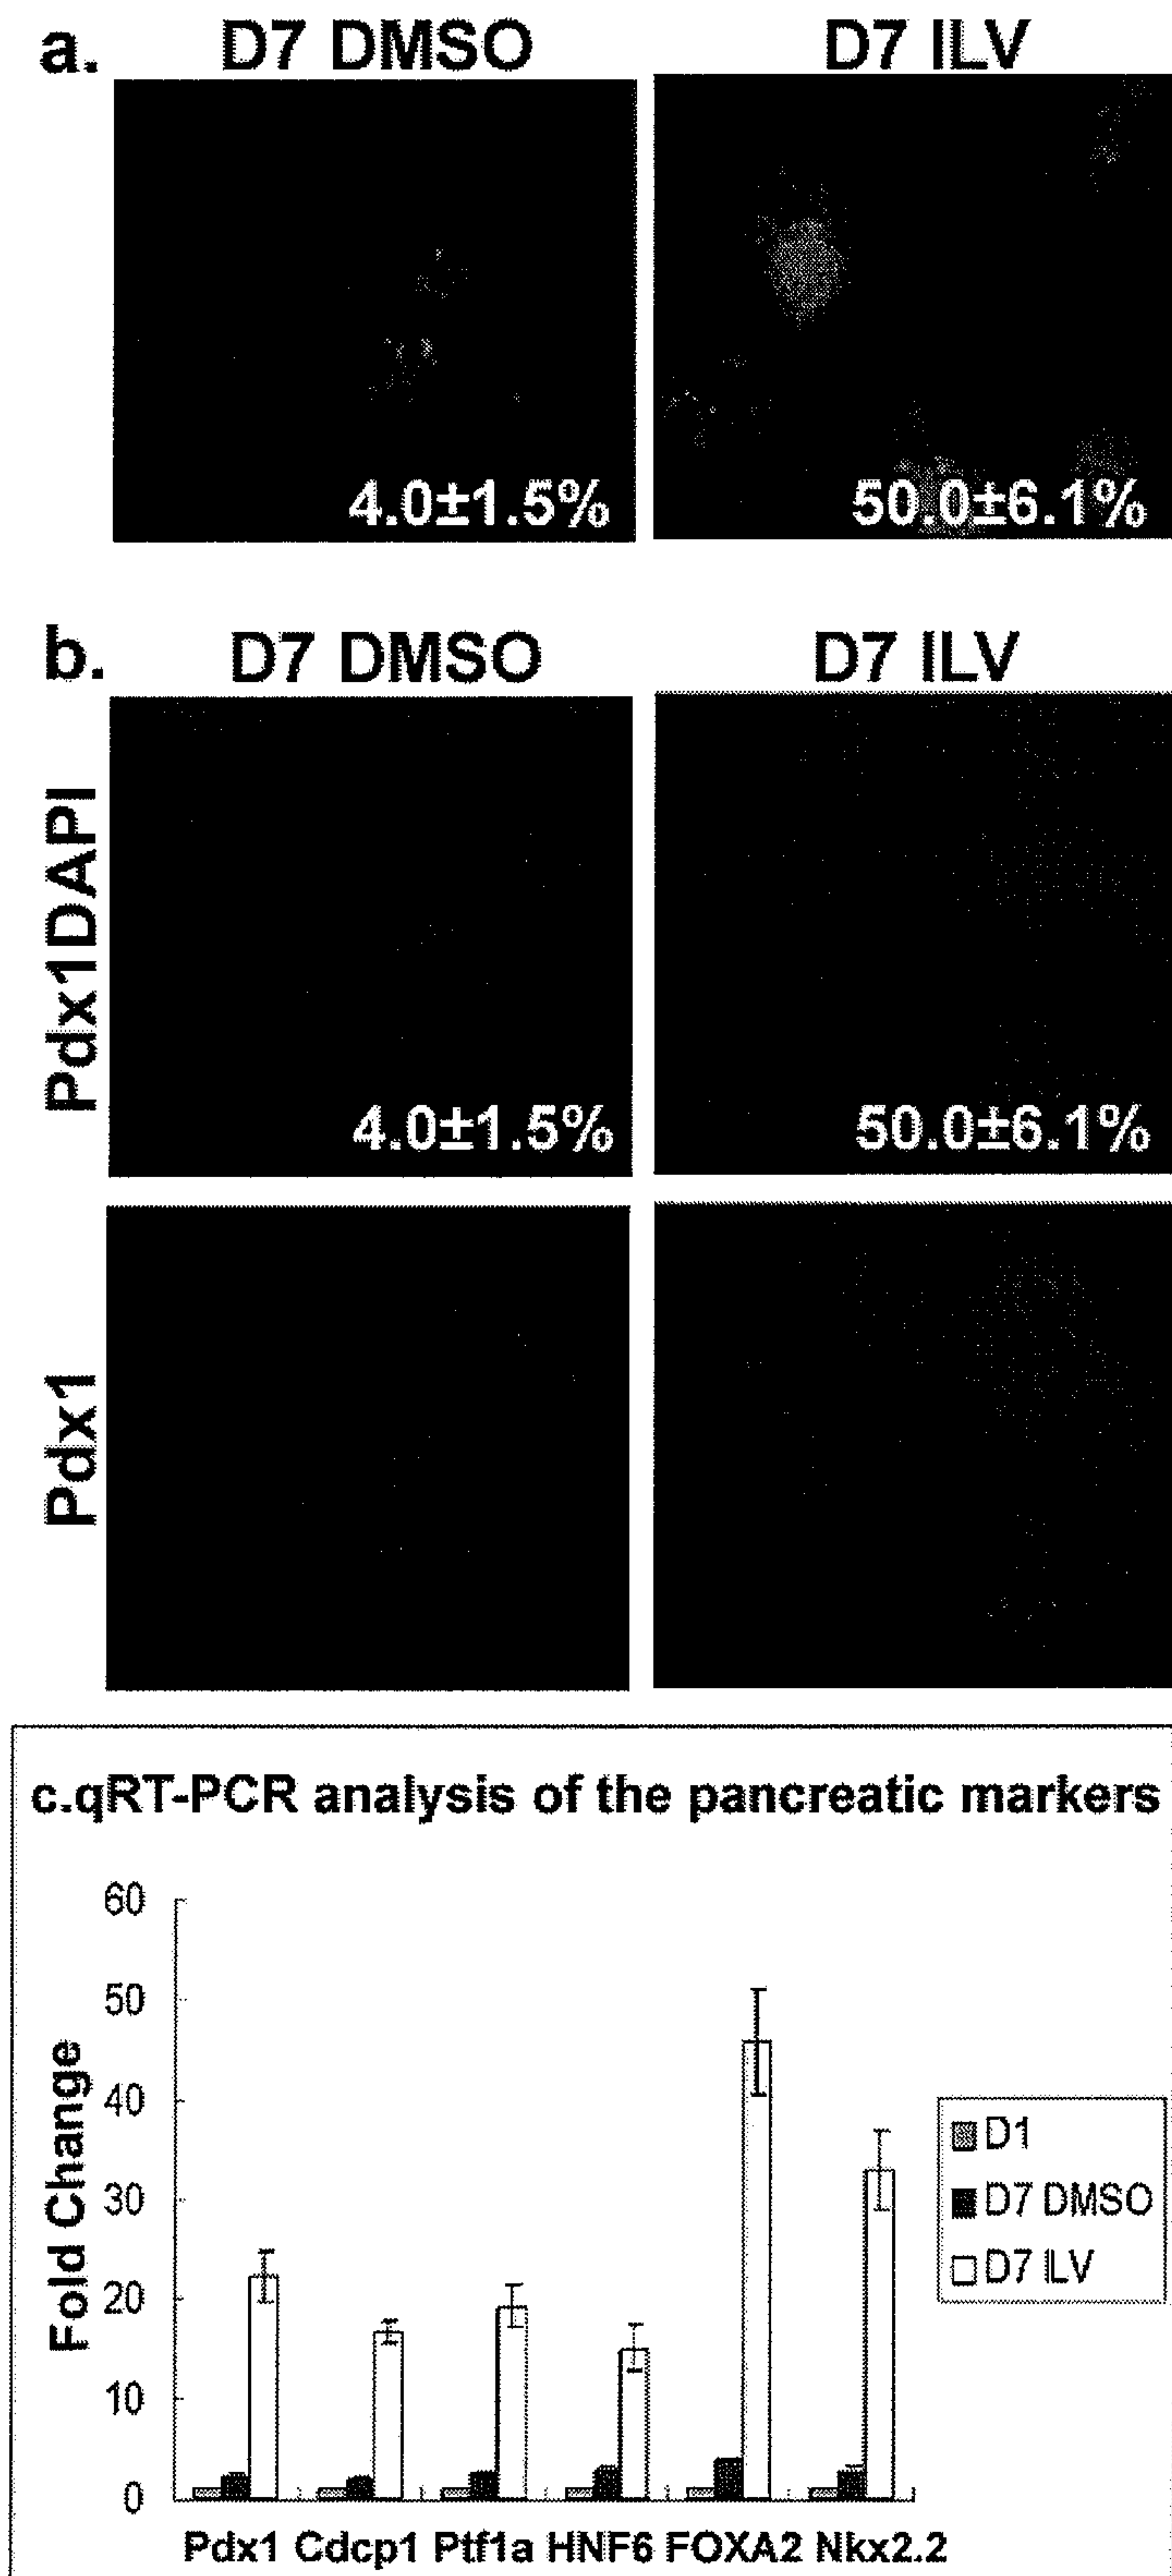 a. D7 DMSO D7 ILV
4.0±1.5% 50.0±6.1%
b. D7 DMSO D7 ILV
Pdx1DAPI
4.0±1.5% 50.0±6.1%
Pdx1
c.qRT-PCR analysis of the pancreatic markers
Fold Change
60
50
40
30
20
10
0
D1
D7 DMSO
D7 ILV
Pdx1 Cdcp1 Ptf1a HNF6 FOXA2 Nkx2.2